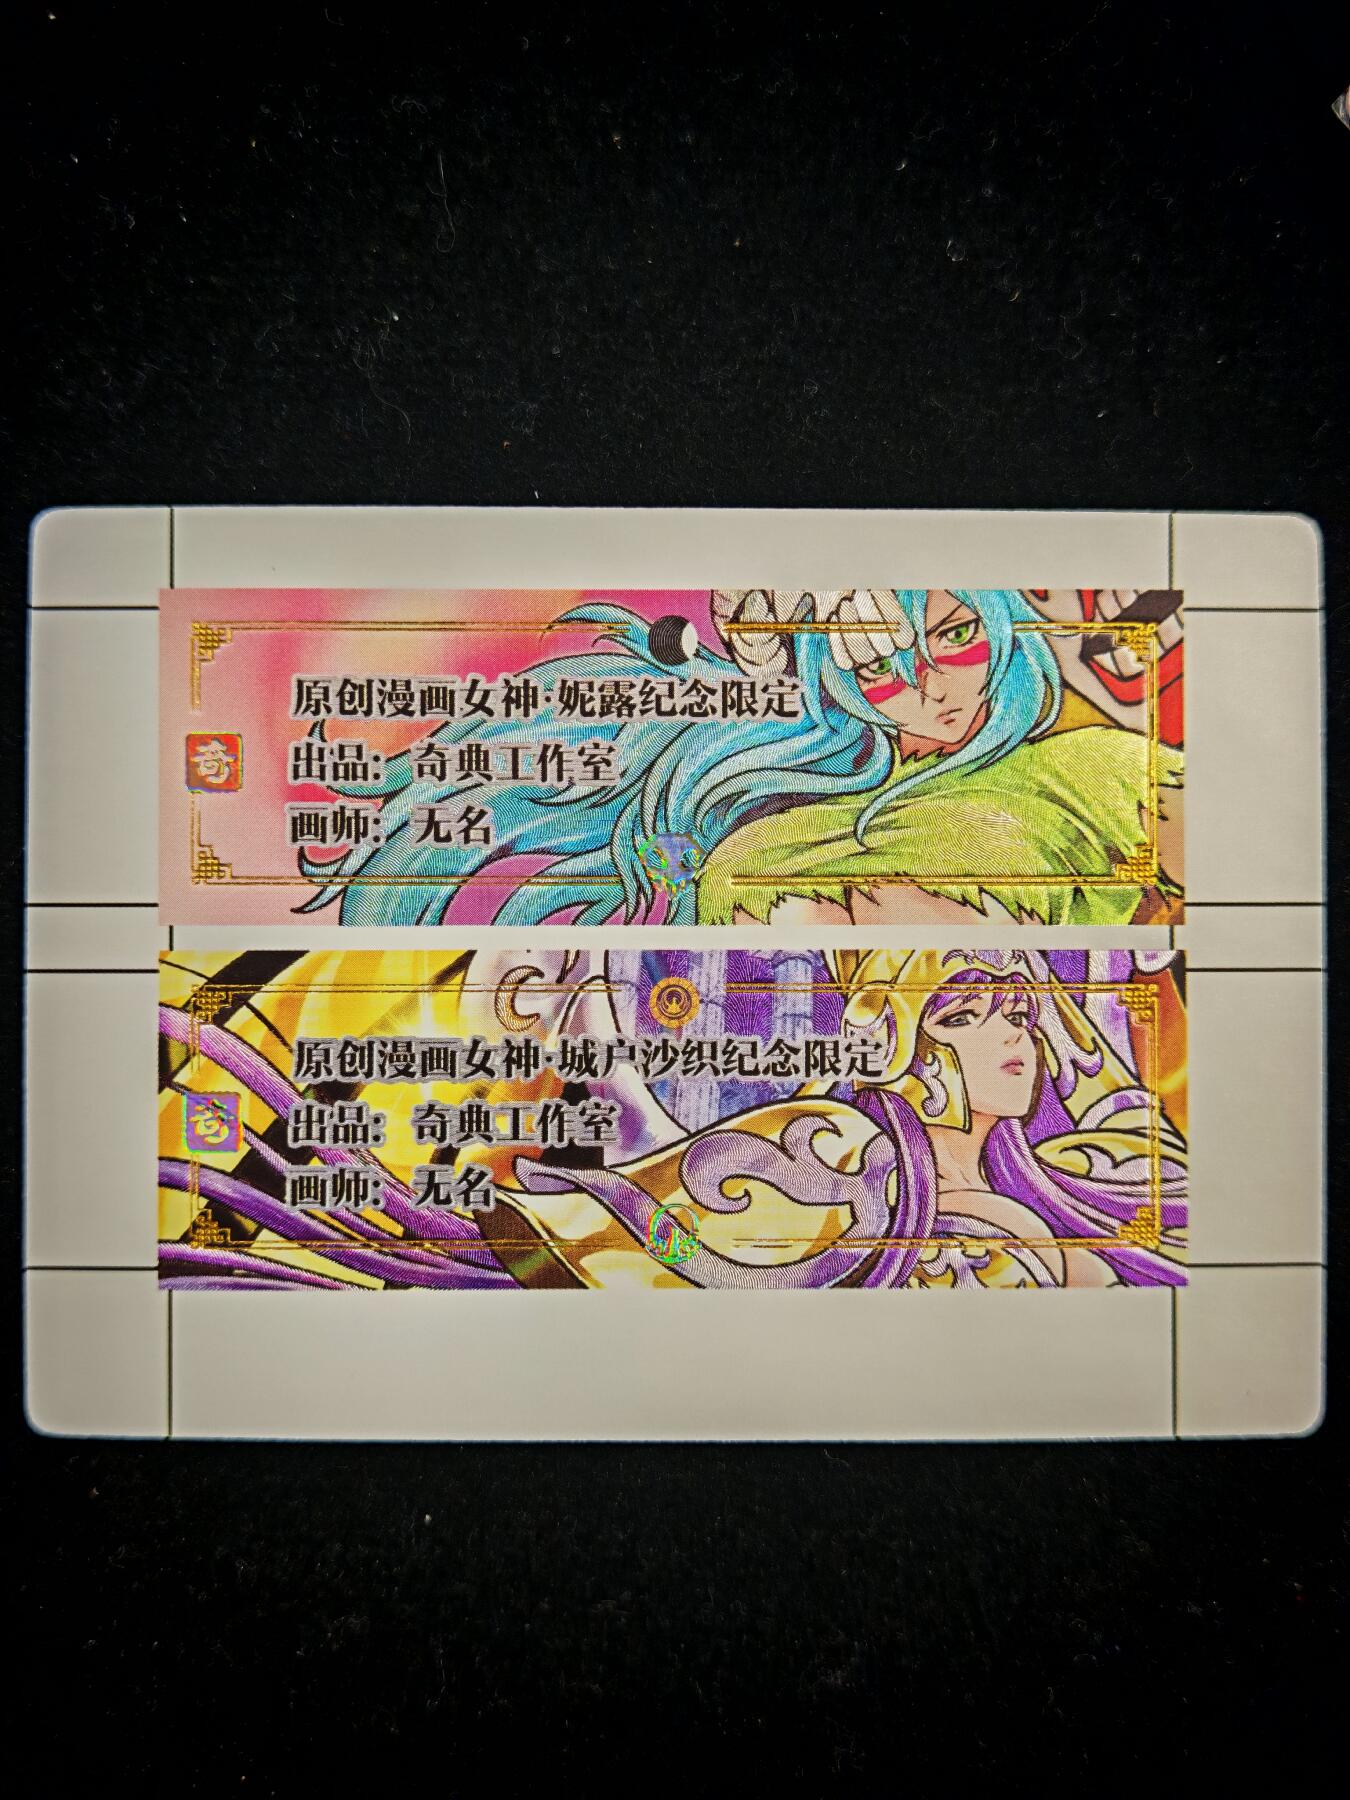 原创漫画女神·妮露纪念限定
出品：奇典工作室
画师：无名
奇
原创漫画女神·城户沙织纪念限定
出品：奇典工作室
画师：无名
奇